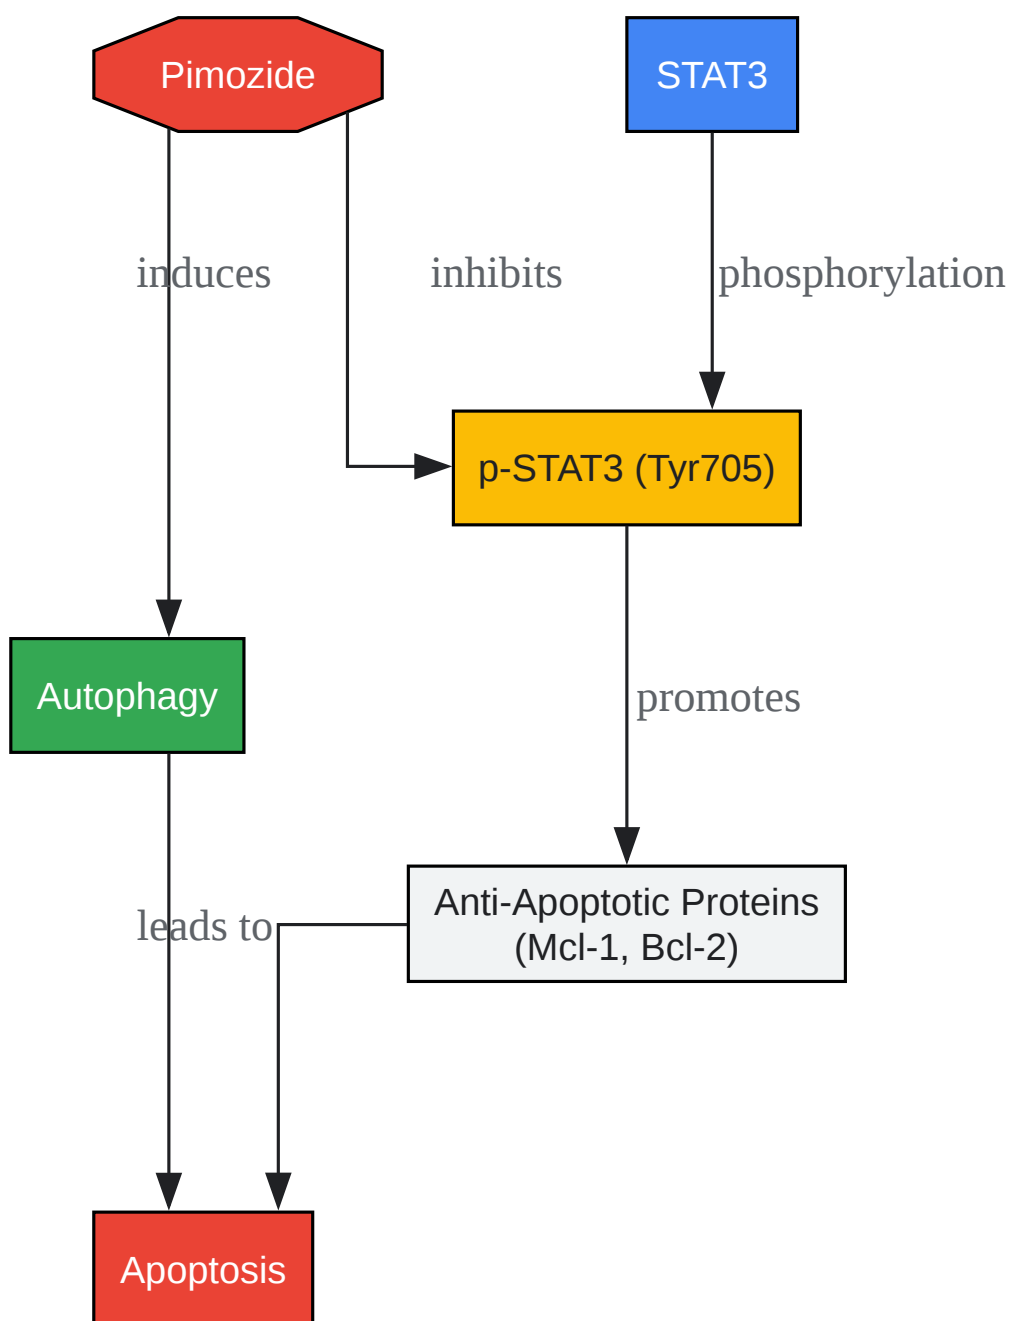 Pimozide
STAT3
induces
inhibits
phosphorylation
p-STAT3 (Tyr705)
Autophagy
promotes
Anti-Apoptotic Proteins
(Mcl-1, Bcl-2)
leads to
Apoptosis